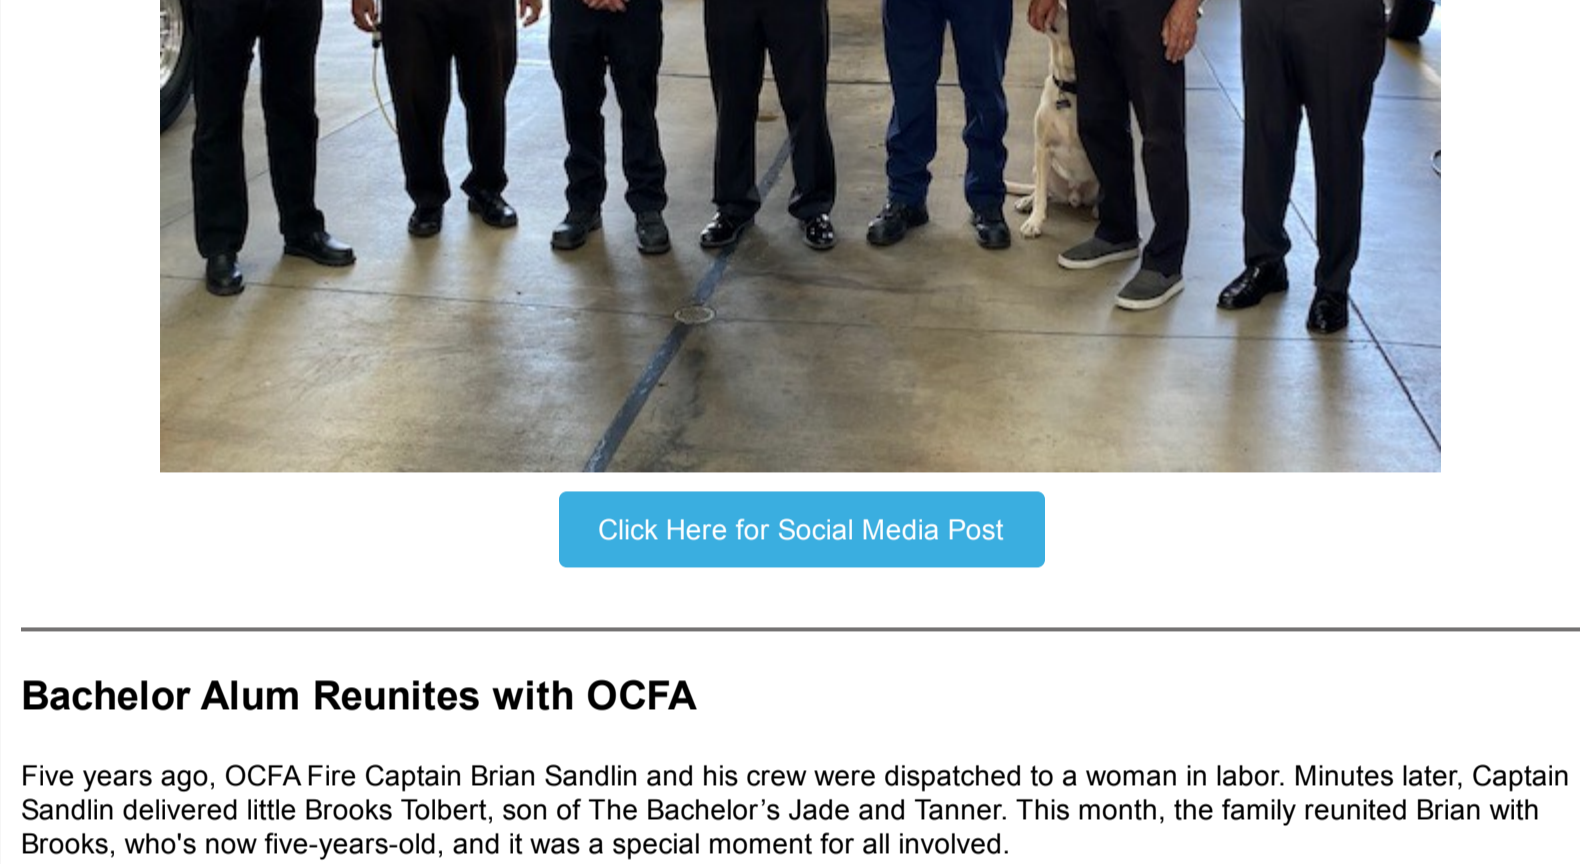 Click Here for Social Media Post
Bachelor Alum Reunites with OCFA
Five years ago, OCFA Fire Captain Brian Sandlin and his crew were dispatched to a woman in labor. Minutes later, Captain
Sandlin delivered little Brooks Tolbert, son of The Bachelor’s Jade and Tanner. This month, the family reunited Brian with
Brooks, who's now five-years-old, and it was a special moment for all involved.